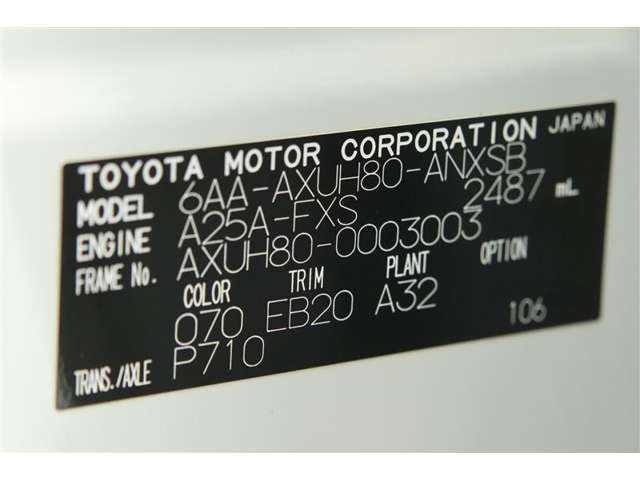 TOYOTA MOTOR CORPORATION JAPAN
MODEL 6AA-AXUH80-ANXSB
ENGINE A25A-FXS 2487 mL
FRAME No. AXUH80-0003003
COLOR TRIM PLANT OPTION
070 EB20 A32
TRANS./AXLE P710 106